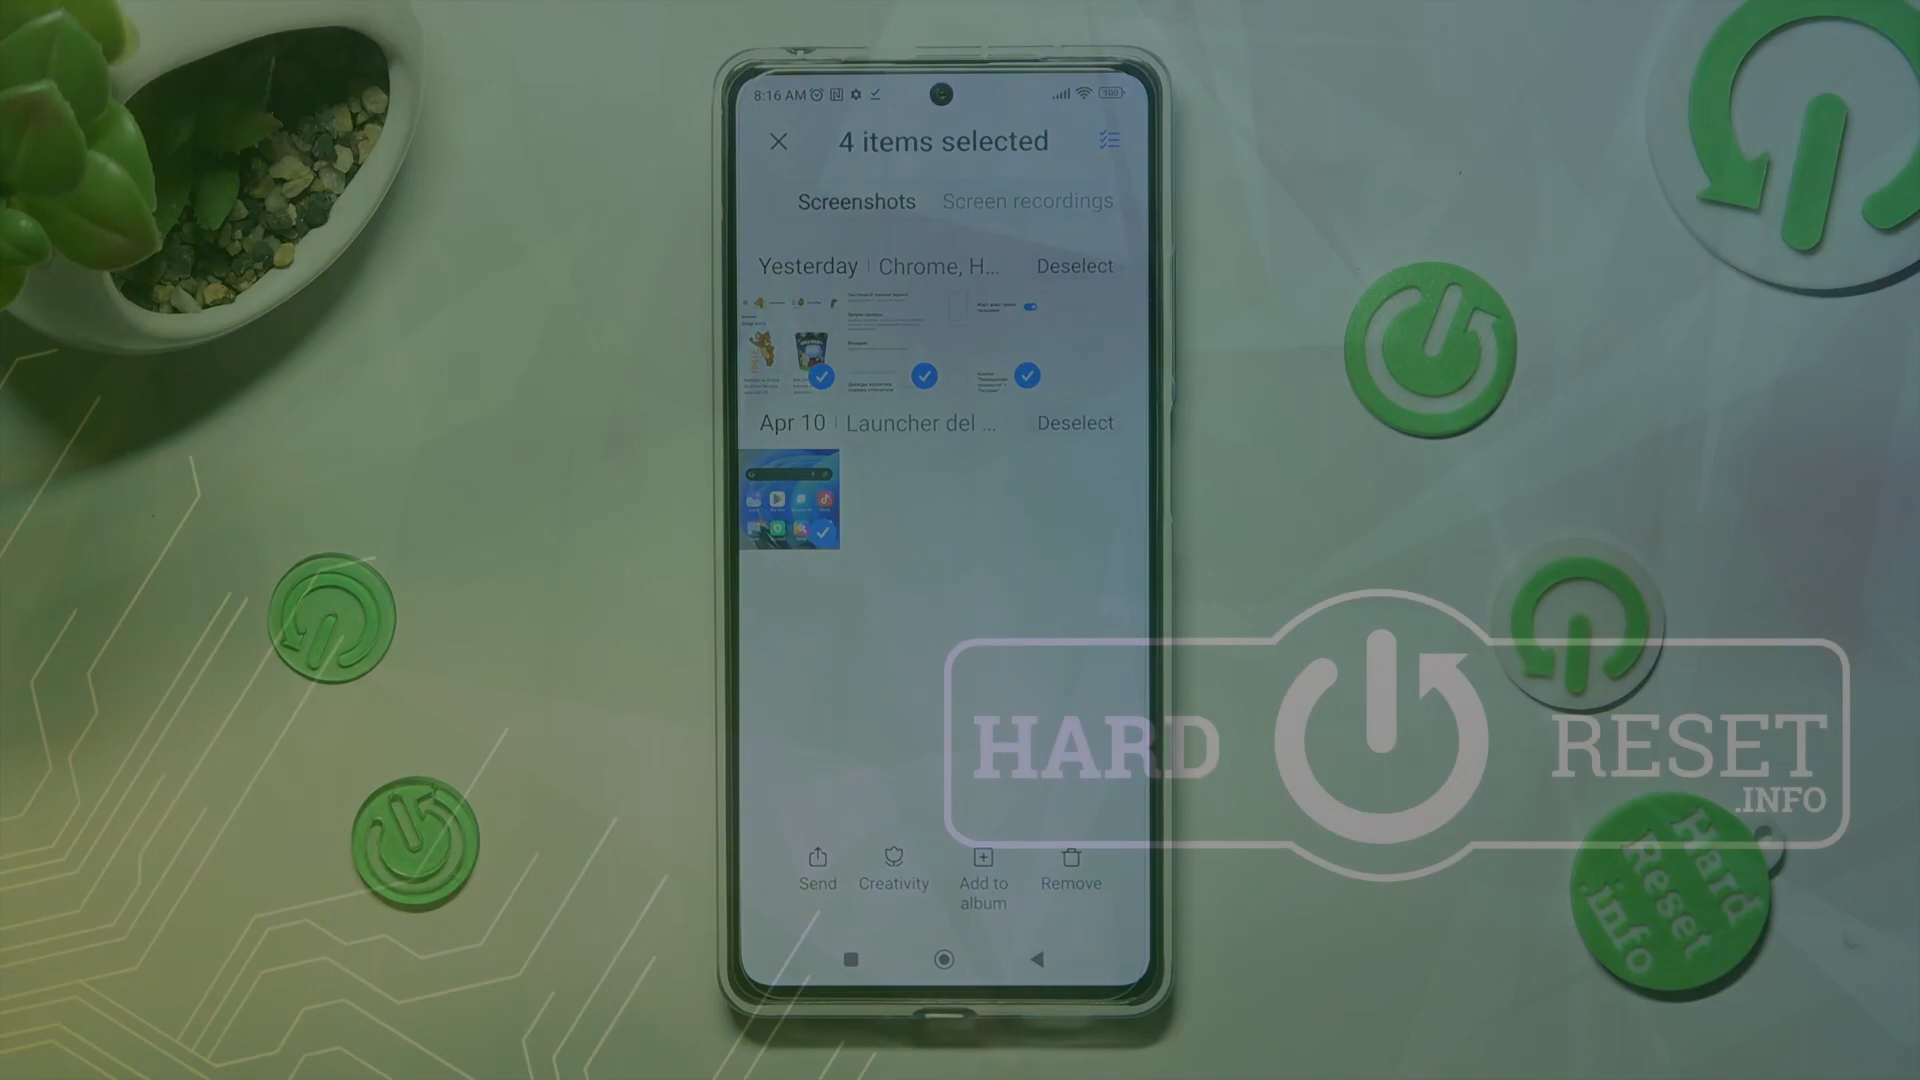 8:16 AM
100
4 items selected
Screenshots Screen recordings
Yesterday Chrome, H... Deselect
Apr 10 Launcher del ... Deselect
Send Creativity Add to
album Remove
HARD RESET
.INFO
Hard
Reset
.info